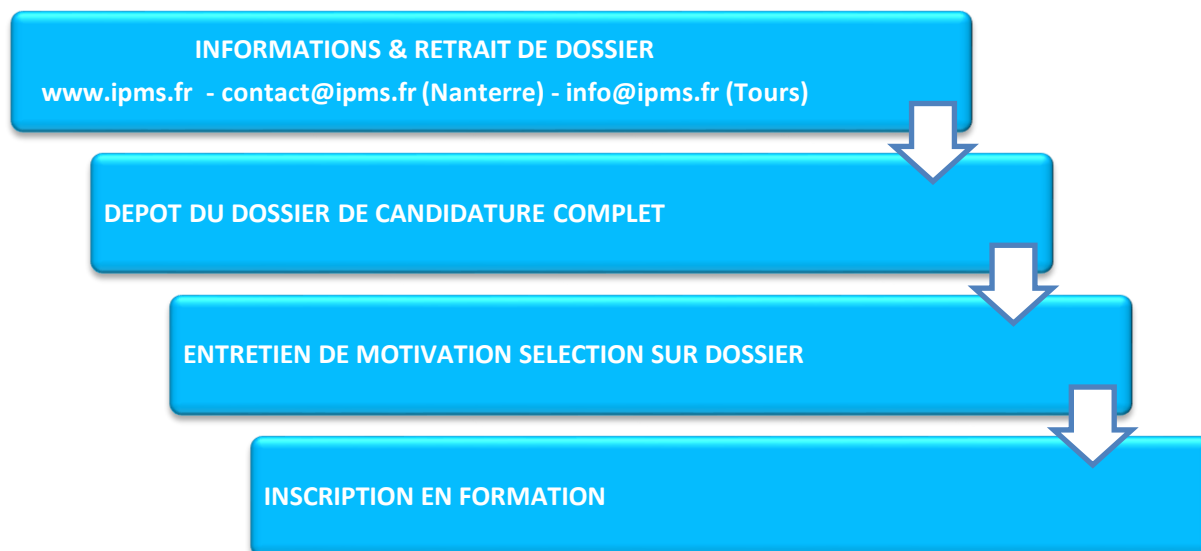 INFORMATIONS & RETRAIT DE DOSSIER
www.ipms.fr - contact@ipms.fr (Nanterre) - info@ipms.fr (Tours)
DEPOT DU DOSSIER DE CANDIDATURE COMPLET
ENTRETIEN DE MOTIVATION SELECTION SUR DOSSIER
INSCRIPTION EN FORMATION